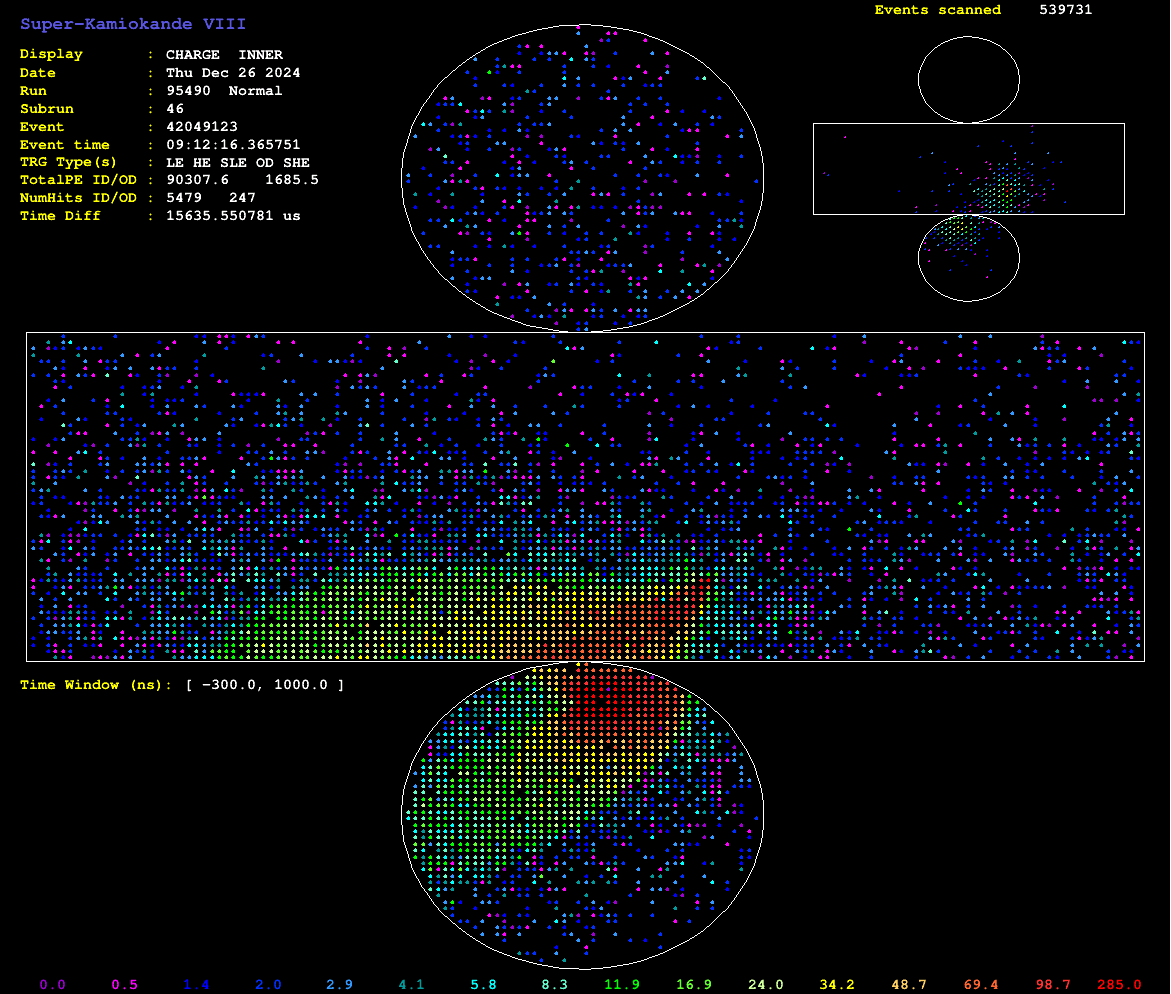 Super-Kamiokande VIII
Events scanned 539731
Display : CHARGE INNER
Date : Thu Dec 26 2024
Run : 95490 Normal
Subrun : 46
Event : 42049123
Event time : 09:12:16.365751
TRG Type(s) : LE HE SLE OD SHE
TotalPE ID/OD : 90307.6 1685.5
NumHits ID/OD : 5479 247
Time Diff : 15635.550781 us
Time Window (ns): [ −300.0, 1000.0 ]
0.0 0.5 1.4 2.0 2.9 4.1 5.8 8.3 11.9 16.9 24.0 34.2 48.7 69.4 98.7 285.0